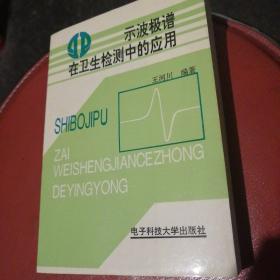 示波极谱
在卫生检测中的应用
王河川 编著
SHIBOJIPU
ZAI
WEISHENGJIANCEZHONG
DEYINGYONG
电子科技大学出版社